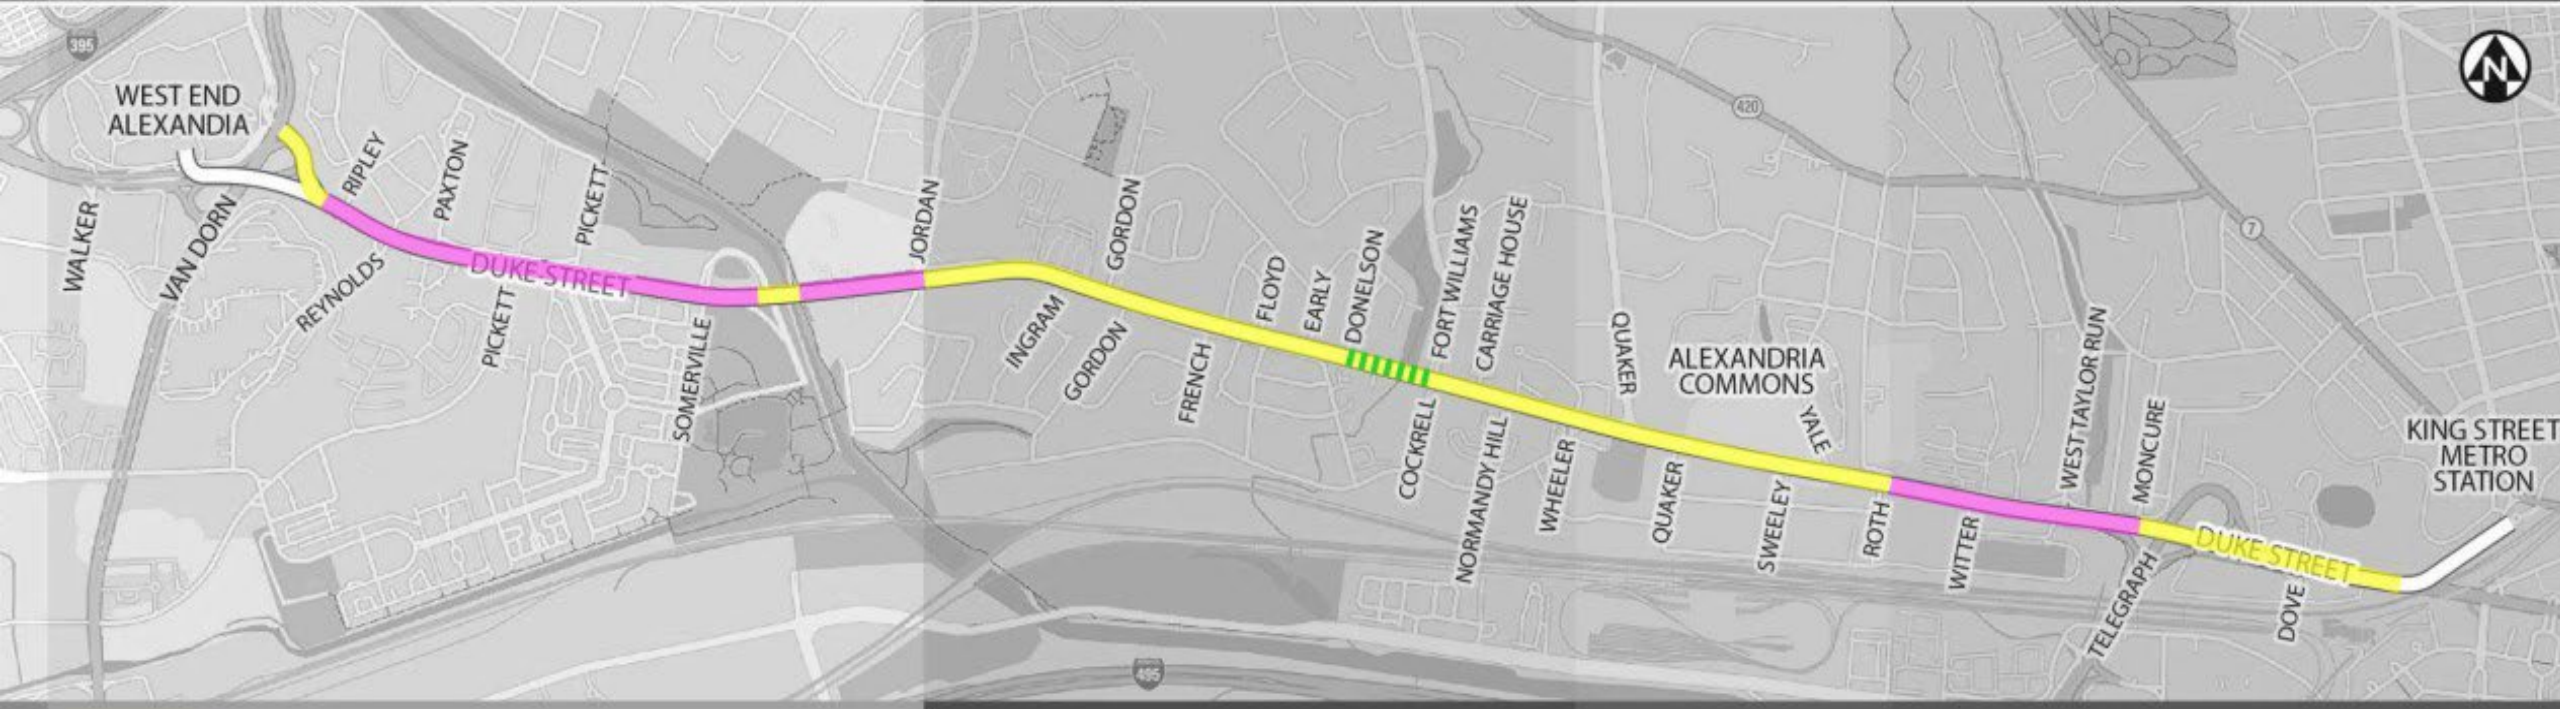 395
WEST END
ALEXANDIA
WALKER
VAN DORN
RIPLEY
REYNOLDS
PAXTON
DUKE STREET
PICKETT
PICKETT
SOMERVILLE
JORDAN
INGRAM
GORDON
GORDON
FRENCH
FLOYD
EARLY
DONELSON
FORT WILLIAMS
COCKRELL
CARRIAGE HOUSE
NORMANDY HILL
WHEELER
QUAKER
QUAKER
420
ALEXANDRIA
COMMONS
YALE
SWEELEY
ROTH
WITTER
WEST TAYLOR RUN
MONCURE
TELEGRAPH
7
DUKE STREET
DOVE
KING STREET
METRO
STATION
N
495